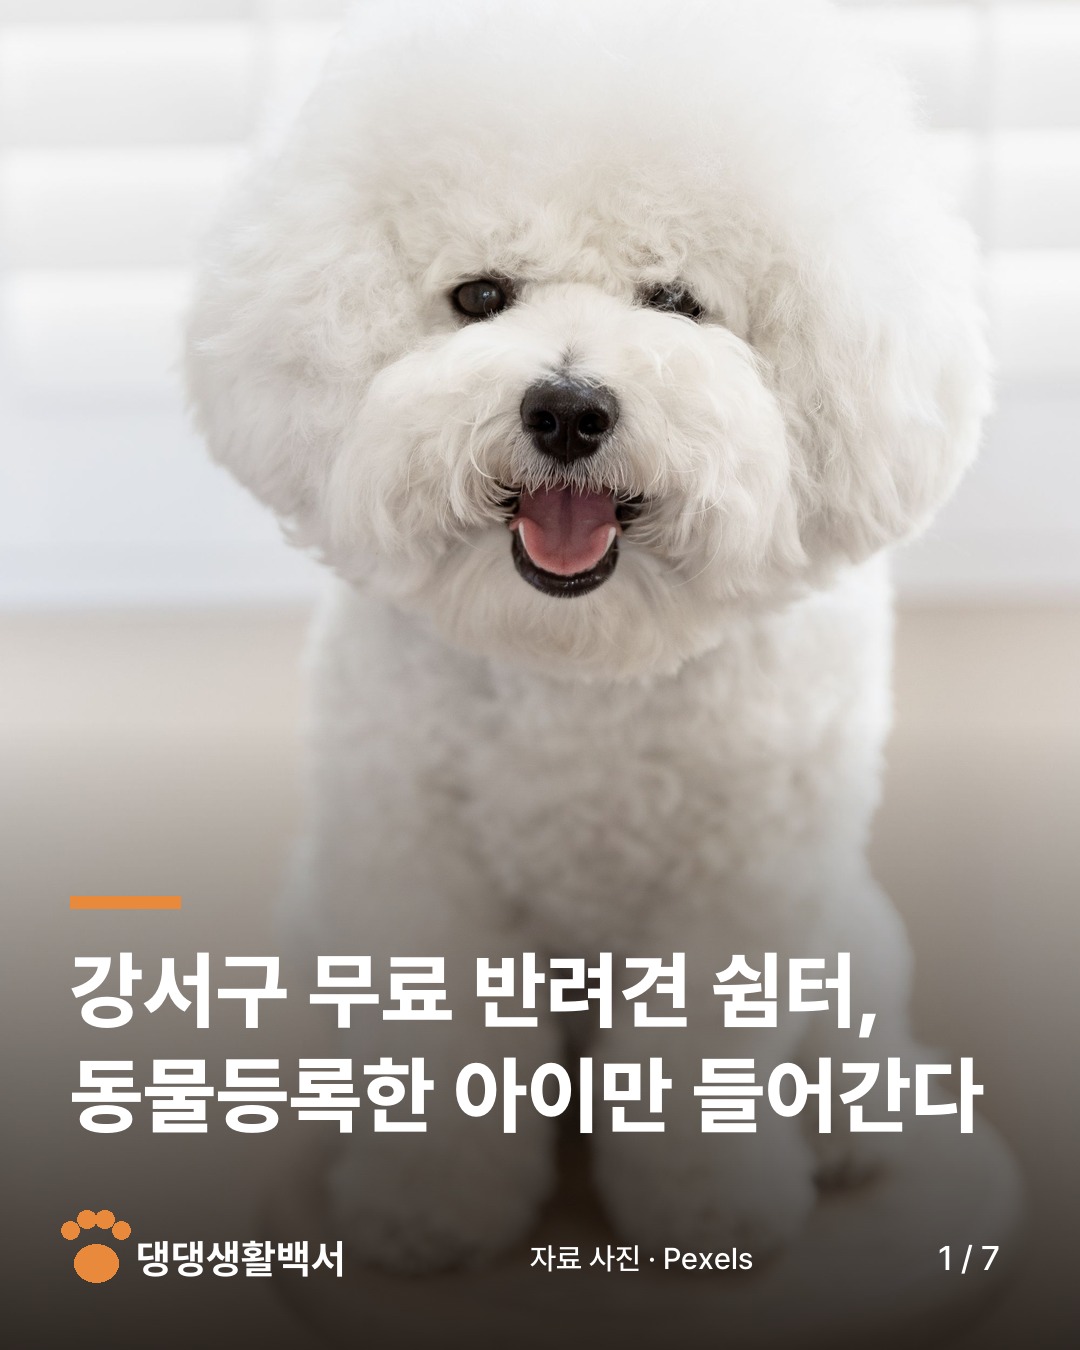 강서구 무료 반려견 쉼터,
동물등록한 아이만 들어간다
댕댕생활백서
자료 사진 · Pexels
1 / 7